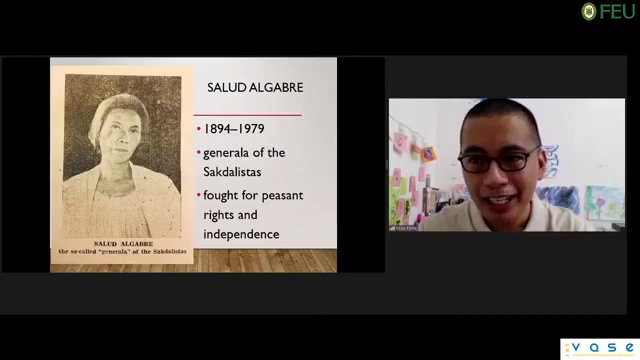 FEU
SALUD ALGABRE
• 1894–1979
• generala of the
Sakdalistas
• fought for peasant
rights and
independence
SALUD ALGABRE
the so-called "generala" of the Sakdalistas
vase